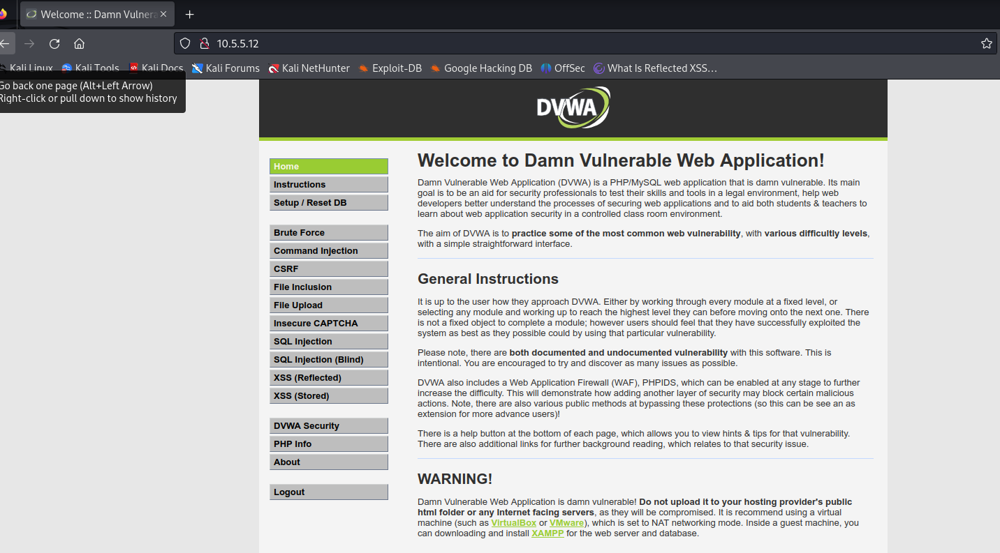 Welcome :: Damn Vulnera
10.5.5.12
Kali Linux Kali Tools Kali Docs Kali Forums Kali NetHunter Exploit-DB Google Hacking DB OffSec What Is Reflected XSS…
Go back one page (Alt+Left Arrow)
Right-click or pull down to show history
DVWA
Home
Instructions
Setup / Reset DB
Brute Force
Command Injection
CSRF
File Inclusion
File Upload
Insecure CAPTCHA
SQL Injection
SQL Injection (Blind)
XSS (Reflected)
XSS (Stored)
DVWA Security
PHP Info
About
Logout
Welcome to Damn Vulnerable Web Application!
Damn Vulnerable Web Application (DVWA) is a PHP/MySQL web application that is damn vulnerable. Its main
goal is to be an aid for security professionals to test their skills and tools in a legal environment, help web
developers better understand the processes of securing web applications and to aid both students & teachers to
learn about web application security in a controlled class room environment.
The aim of DVWA is to practice some of the most common web vulnerability, with various difficultly levels,
with a simple straightforward interface.
General Instructions
It is up to the user how they approach DVWA. Either by working through every module at a fixed level, or
selecting any module and working up to reach the highest level they can before moving onto the next one. There
is not a fixed object to complete a module; however users should feel that they have successfully exploited the
system as best as they possible could by using that particular vulnerability.
Please note, there are both documented and undocumented vulnerability with this software. This is
intentional. You are encouraged to try and discover as many issues as possible.
DVWA also includes a Web Application Firewall (WAF), PHPIDS, which can be enabled at any stage to further
increase the difficulty. This will demonstrate how adding another layer of security may block certain malicious
actions. Note, there are also various public methods at bypassing these protections (so this can be see an as
extension for more advance users)!
There is a help button at the bottom of each page, which allows you to view hints & tips for that vulnerability.
There are also additional links for further background reading, which relates to that security issue.
WARNING!
Damn Vulnerable Web Application is damn vulnerable! Do not upload it to your hosting provider's public
html folder or any Internet facing servers, as they will be compromised. It is recommend using a virtual
machine (such as VirtualBox or VMware), which is set to NAT networking mode. Inside a guest machine, you
can downloading and install XAMPP for the web server and database.